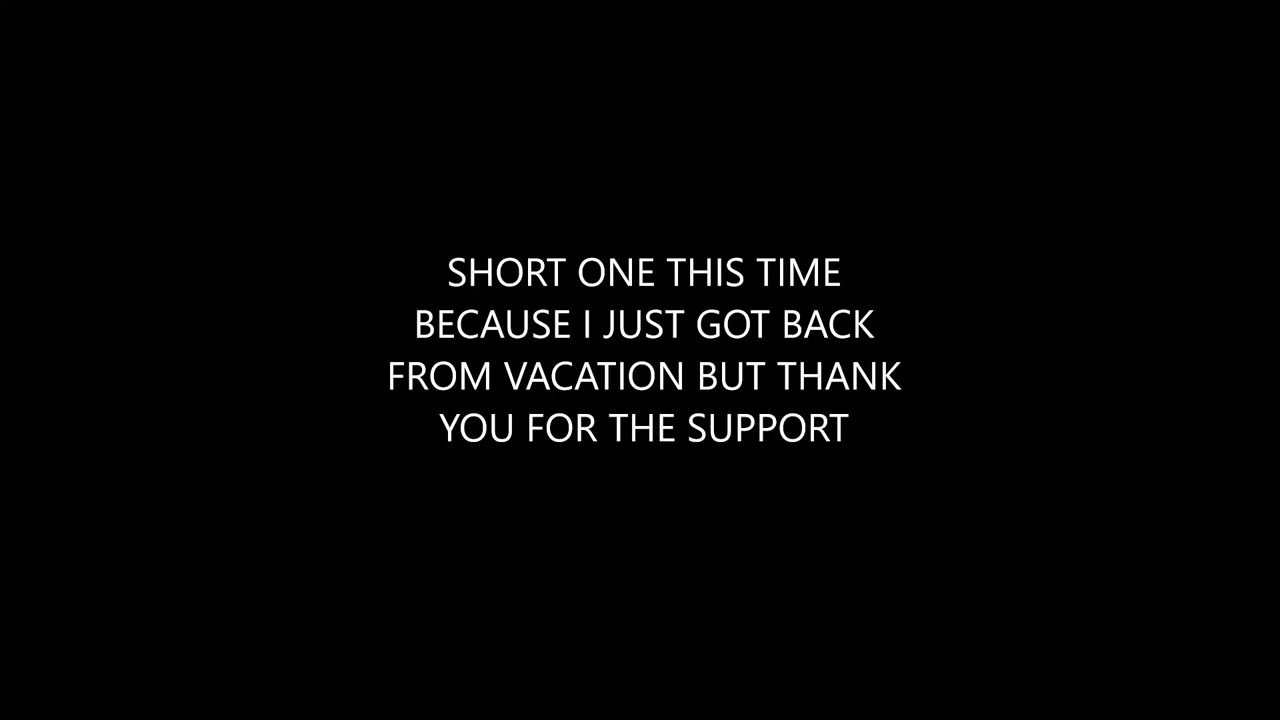 SHORT ONE THIS TIME
BECAUSE I JUST GOT BACK
FROM VACATION BUT THANK
YOU FOR THE SUPPORT